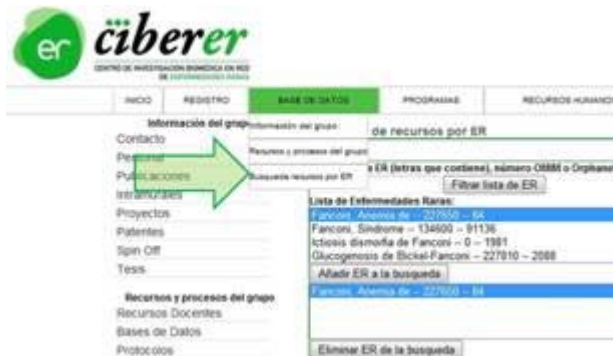 er ciberer
CENTRO DE INVESTIGACIÓN BIOMÉDICA EN RED
DE ENFERMEDADES RARAS
INICIO REGISTRO BASE DE DATOS PROGRAMAS RECURSOS HUMANOS
Información del grupo
Contacto
Personal
Publicaciones
Intramurales
Proyectos
Patentes
Spin Off
Tesis
Recursos y procesos del grupo
Recursos Docentes
Bases de Datos
Protocolos
Información del grupo
Recursos y procesos del grupo
Busqueda recursos por ER
de recursos por ER
ER (letras que contiene), número OMIM o Orphanet
Filtrar lista de ER
Lista de Enfermedades Raras:
Fanconi, Anemia de -- 227650 -- 84
Fanconi, Sindrome -- 134600 -- 91136
Ictiosis dismofia de Fanconi -- 0 -- 1981
Glucogenosis de Bickel-Fanconi -- 227810 -- 2088
Añadir ER a la busqueda
Fanconi, Anemia de -- 227650 -- 84
Eliminar ER de la busqueda